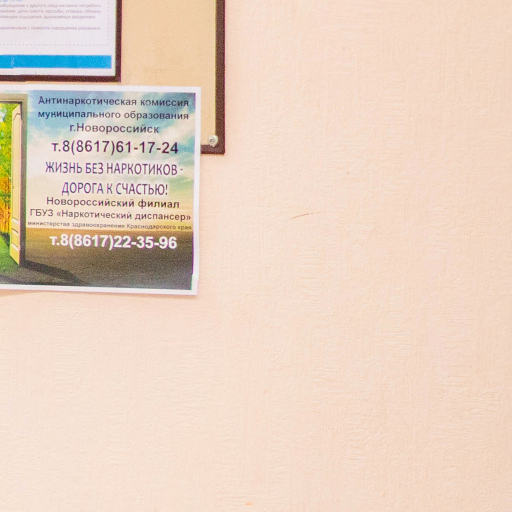 Антинаркотическая комиссия
муниципального образования
г.Новороссийск
т.8(8617)61-17-24
ЖИЗНЬ БЕЗ НАРКОТИКОВ -
ДОРОГА К СЧАСТЬЮ!
Новороссийский филиал
ГБУЗ «Наркотический диспансер»
министерства здравоохранения Краснодарского края
т.8(8617)22-35-96